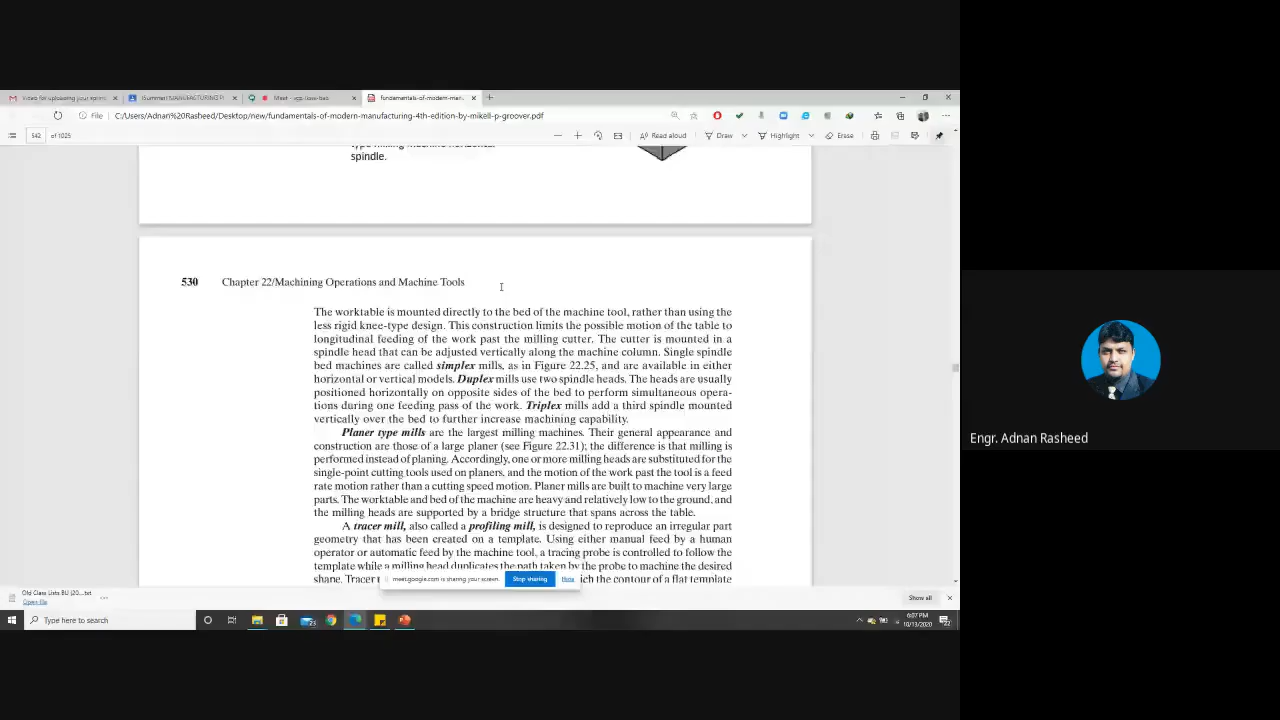 Video for uploading your ages
File
C:/Users/Adnan%20Rasheed/Desktop/new/fundamentals-of-modern-manufacturing-4th-edition-by-mikell-p-groover.pdf
542 of 1025
Read aloud
Draw
Highlight
Erase
spindle.
530 Chapter 22/Machining Operations and Machine Tools
The worktable is mounted directly to the bed of the machine tool, rather than using the
less rigid knee-type design. This construction limits the possible motion of the table to
longitudinal feeding of the work past the milling cutter. The cutter is mounted in a
spindle head that can be adjusted vertically along the machine column. Single spindle
bed machines are called simplex mills, as in Figure 22.25, and are available in either
horizontal or vertical models. Duplex mills use two spindle heads. The heads are usually
positioned horizontally on opposite sides of the bed to perform simultaneous opera-
tions during one feeding pass of the work. Triplex mills add a third spindle mounted
vertically over the bed to further increase machining capability.
Planer type mills are the largest milling machines. Their general appearance and
construction are those of a large planer (see Figure 22.31); the difference is that milling is
performed instead of planing. Accordingly, one or more milling heads are substituted for the
single-point cutting tools used on planers, and the motion of the work past the tool is a feed
rate motion rather than a cutting speed motion. Planer mills are built to machine very large
parts. The worktable and bed of the machine are heavy and relatively low to the ground, and
the milling heads are supported by a bridge structure that spans across the table.
A tracer mill, also called a profiling mill, is designed to reproduce an irregular part
geometry that has been created on a template. Using either manual feed by a human
operator or automatic feed by the machine tool, a tracing probe is controlled to follow the
template while a milling head duplicates the path taken by the probe to machine the desired
shape. Tracer
ich the contour of a flat template
meet.google.com is sharing your screen.
Stop sharing
Hide
Engr. Adnan Rasheed
Old Class Lists BU (20....txt
Open file
Show all
Type here to search
6:07 PM
10/13/2020